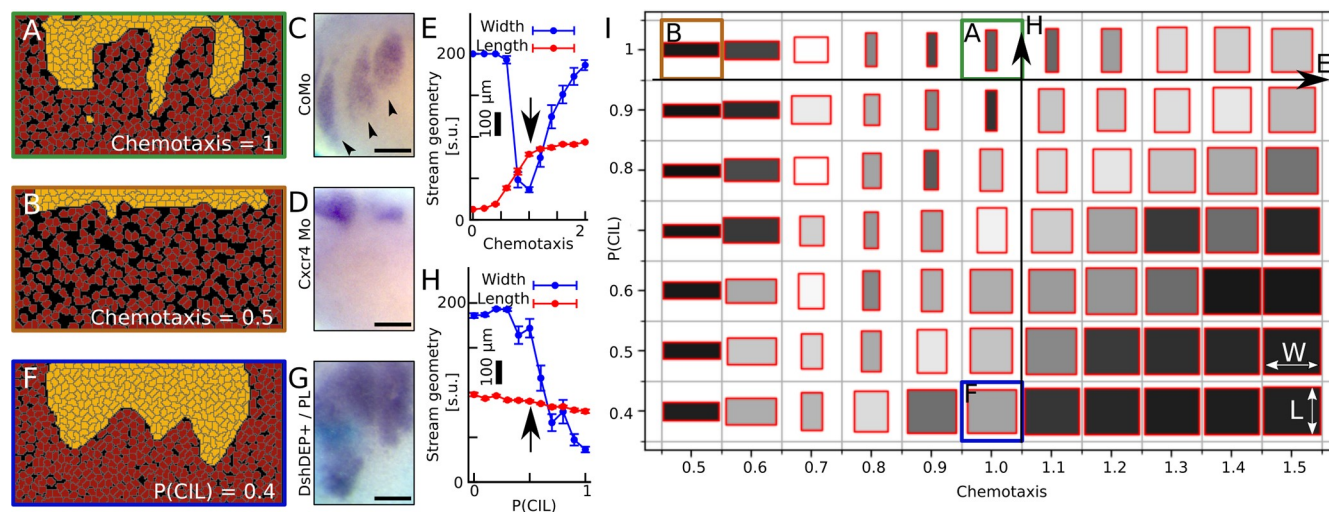 A
Chemotaxis = 1
B
Chemotaxis = 0.5
F
P(CIL) = 0.4
C
CoMo
D
Cxcr4 Mo
G
DshDEP+ / PL
E
Width
Length
200
100 µm
Stream geometry
[s.u.]
0
0
2
Chemotaxis
H
Width
Length
200
100 µm
Stream geometry
[s.u.]
0
0
1
P(CIL)
I
B
A
H
E
F
W
L
1
0.9
0.8
0.7
0.6
0.5
0.4
P(CIL)
0.5 0.6 0.7 0.8 0.9 1.0 1.1 1.2 1.3 1.4 1.5
Chemotaxis